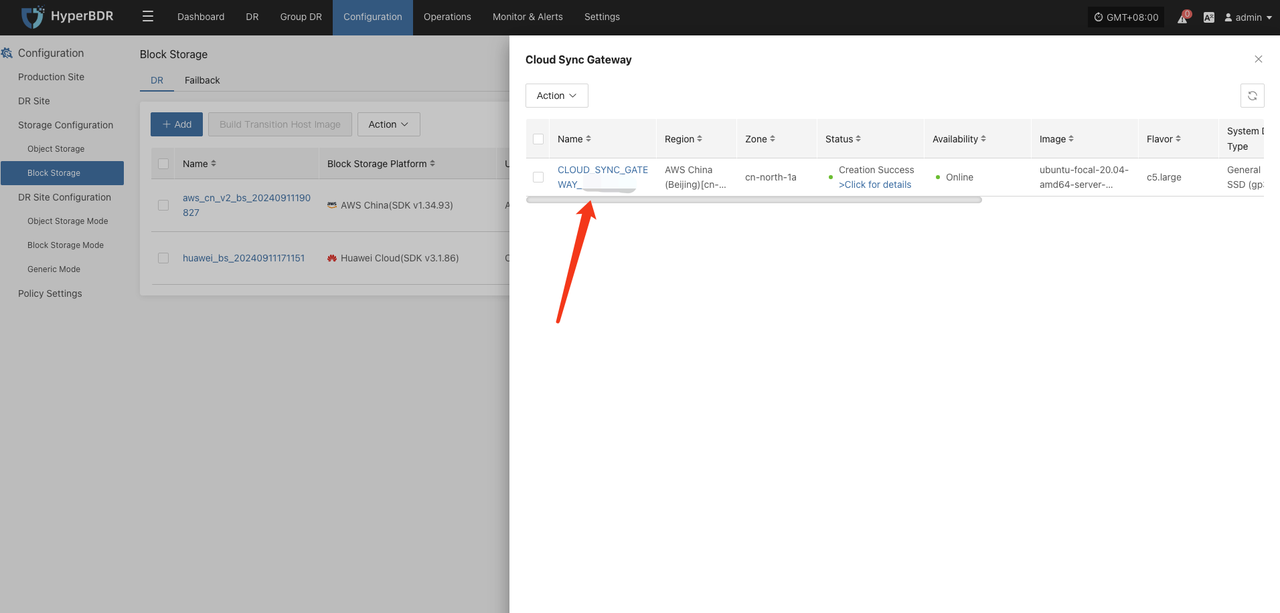 HyperBDR
Dashboard
DR
Group DR
Configuration
Operations
Monitor & Alerts
Settings
GMT+08:00
0
admin
Configuration
Production Site
DR Site
Storage Configuration
Object Storage
Block Storage
DR Site Configuration
Object Storage Mode
Block Storage Mode
Generic Mode
Policy Settings
Block Storage
DR
Failback
+ Add
Build Transition Host Image
Action
Name
Block Storage Platform
aws_cn_v2_bs_20240911190
827
AWS China(SDK v1.34.93)
huawei_bs_20240911171151
Huawei Cloud(SDK v3.1.86)
Cloud Sync Gateway
Action
Name
Region
Zone
Status
Availability
Image
Flavor
System D
Type
CLOUD_SYNC_GATE
WAY_
AWS China
(Beijing)[cn-...
cn-north-1a
Creation Success
>Click for details
Online
ubuntu-focal-20.04-
amd64-server-...
c5.large
General
SSD (gp